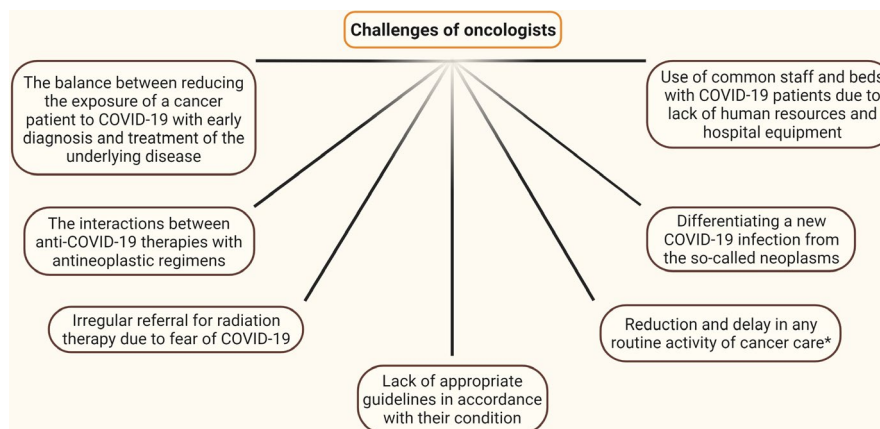 Challenges of oncologists
The balance between reducing
the exposure of a cancer
patient to COVID-19 with early
diagnosis and treatment of the
underlying disease
Use of common staff and beds
with COVID-19 patients due to
lack of human resources and
hospital equipment
The interactions between
anti-COVID-19 therapies with
antineoplastic regimens
Differentiating a new
COVID-19 infection from
the so-called neoplasms
Irregular referral for radiation
therapy due to fear of COVID-19
Reduction and delay in any
routine activity of cancer care*
Lack of appropriate
guidelines in accordance
with their condition